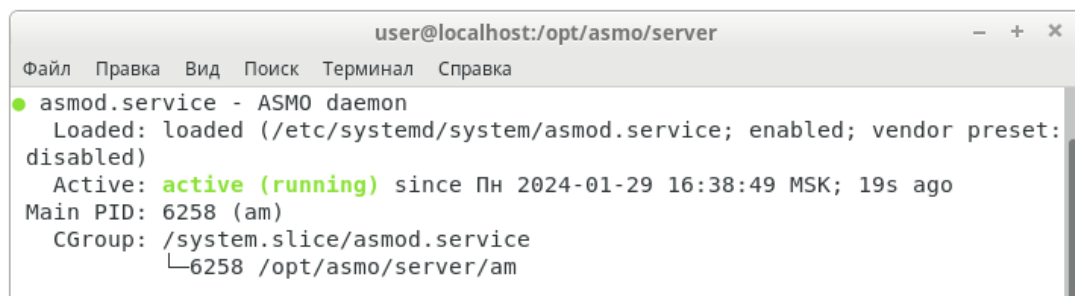 user@localhost:/opt/asmo/server
Файл Правка Вид Поиск Терминал Справка
● asmod.service - ASMO daemon
Loaded: loaded (/etc/systemd/system/asmod.service; enabled; vendor preset:
disabled)
Active: active (running) since Пн 2024-01-29 16:38:49 MSK; 19s ago
Main PID: 6258 (am)
CGroup: /system.slice/asmod.service
└─6258 /opt/asmo/server/am